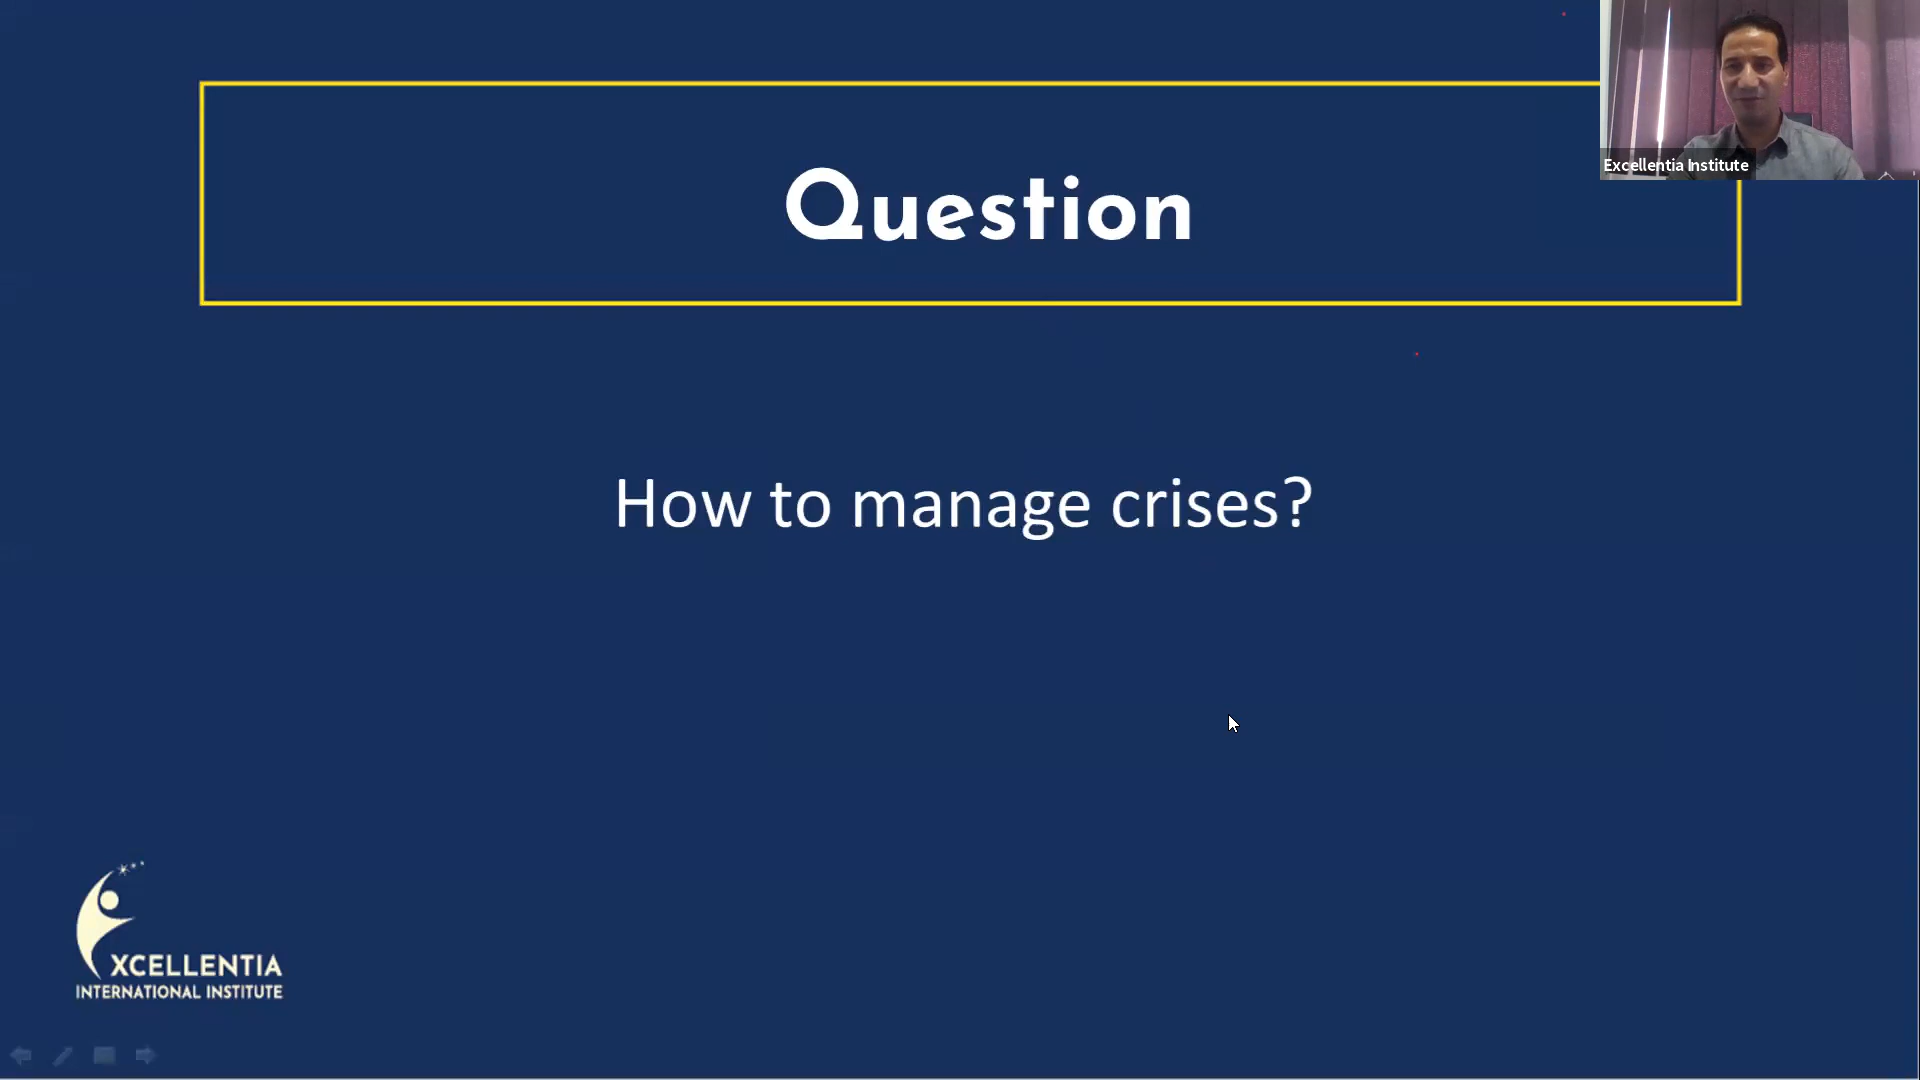 Question
Excellentia Institute
How to manage crises?
XCELLENTIA
INTERNATIONAL INSTITUTE